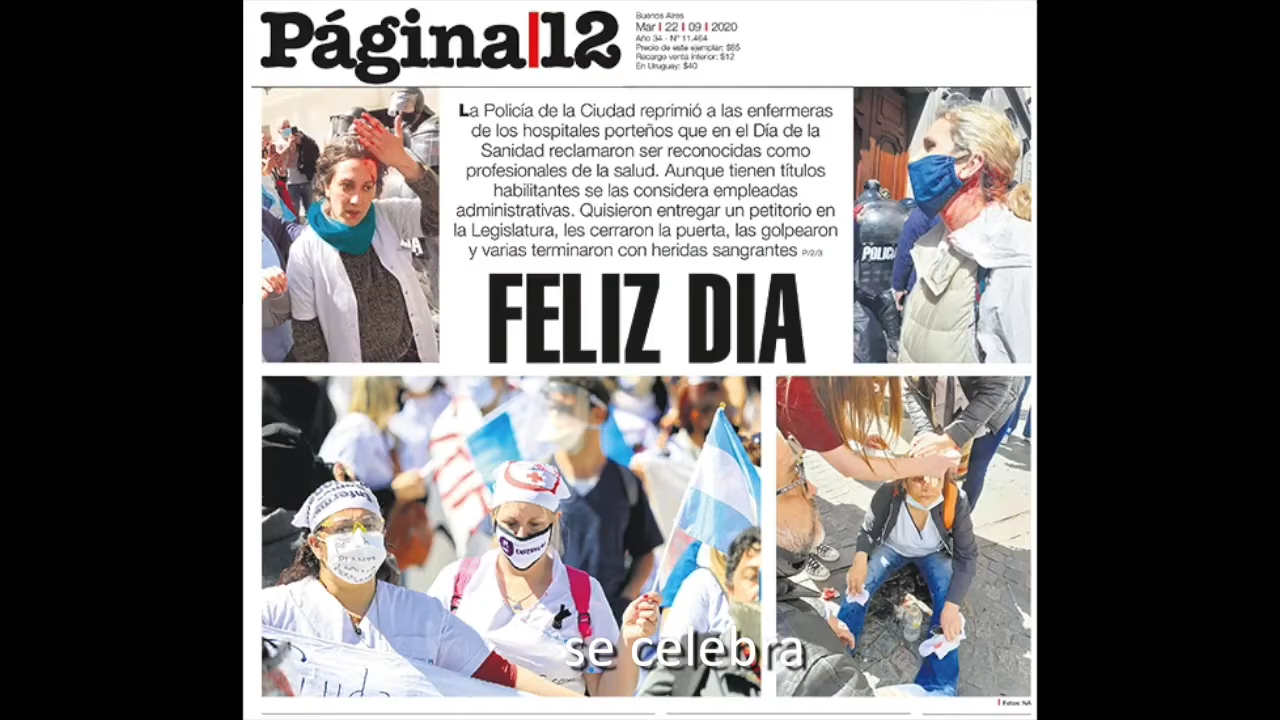 Página|12
Buenos Aires
Mar | 22 | 09 | 2020
Año 34 - Nº 11.464
Precio de este ejemplar: $65
Recargo venta interior: $12
En Uruguay: $40
La Policía de la Ciudad reprimió a las enfermeras
de los hospitales porteños que en el Día de la
Sanidad reclamaron ser reconocidas como
profesionales de la salud. Aunque tienen títulos
habilitantes se las considera empleadas
administrativas. Quisieron entregar un petitorio en
la Legislatura, les cerraron la puerta, las golpearon
y varias terminaron con heridas sangrantes P/2/3
FELIZ DIA
POLICI
se celebra
Fotos: NA